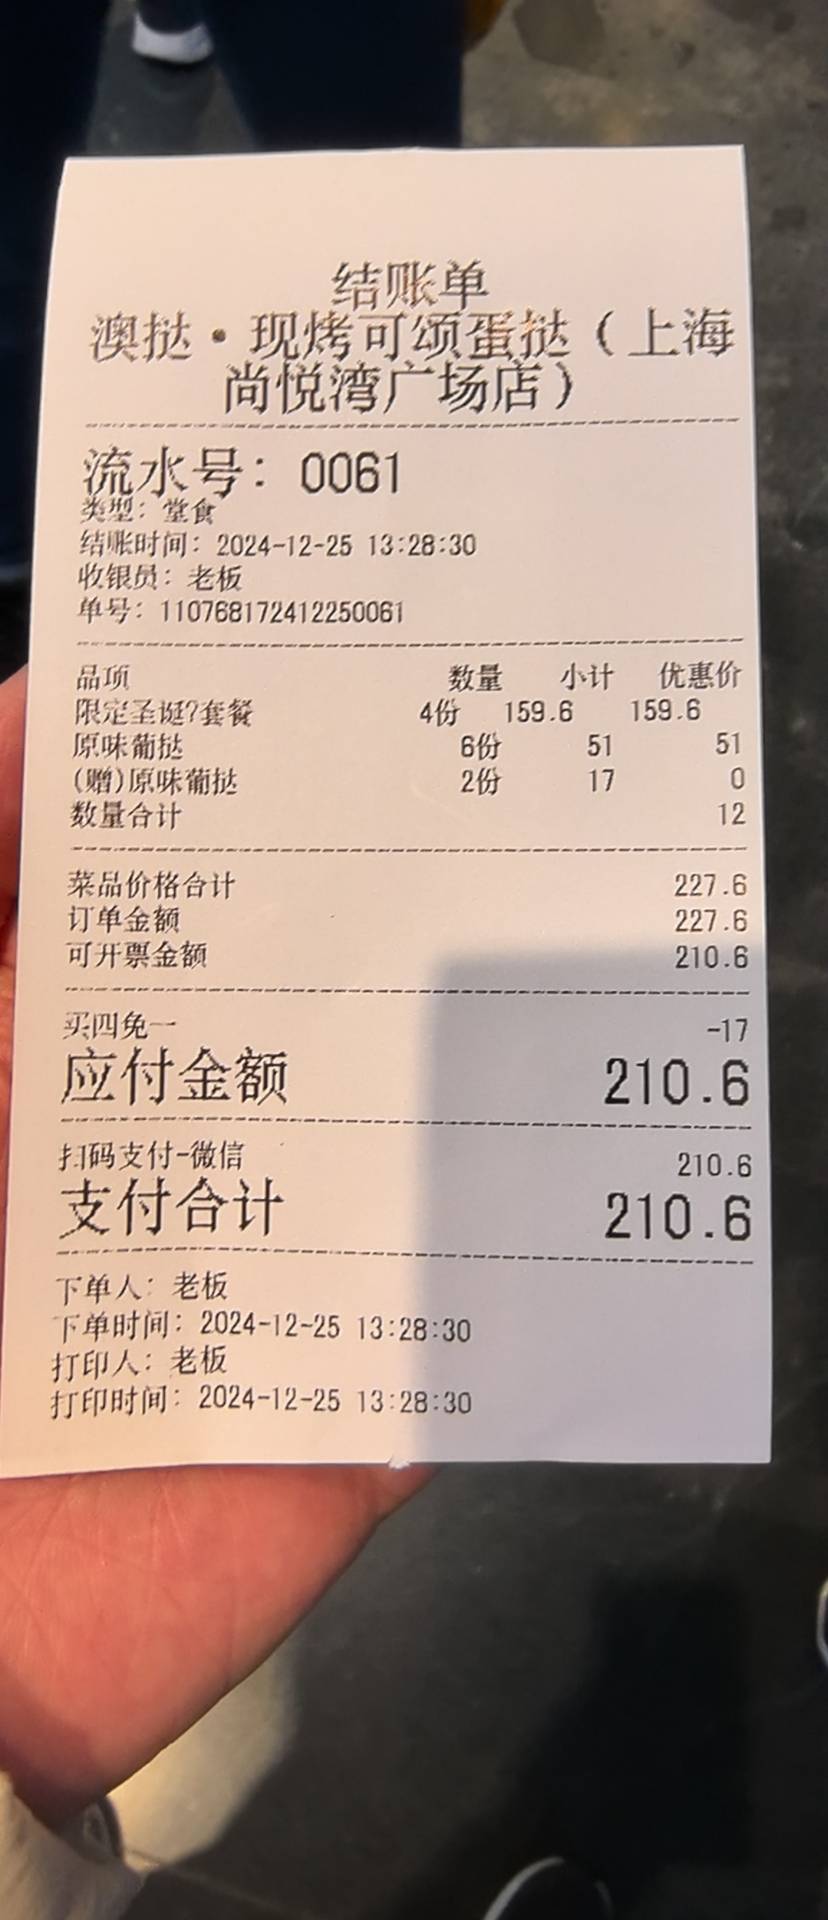 结账单
澳挞·现烤可颂蛋挞（上海
尚悦湾广场店）
流水号：0061
类型：堂食
结账时间：2024-12-25 13:28:30
收银员：老板
单号：110768172412250061
品项 数量 小计 优惠价
限定圣诞?套餐 4份 159.6 159.6
原味葡挞 6份 51 51
(赠)原味葡挞 2份 17 0
数量合计 12
菜品价格合计 227.6
订单金额 227.6
可开票金额 210.6
买四免一 -17
应付金额 210.6
扫码支付-微信 210.6
支付合计 210.6
下单人：老板
下单时间：2024-12-25 13:28:30
打印人：老板
打印时间：2024-12-25 13:28:30